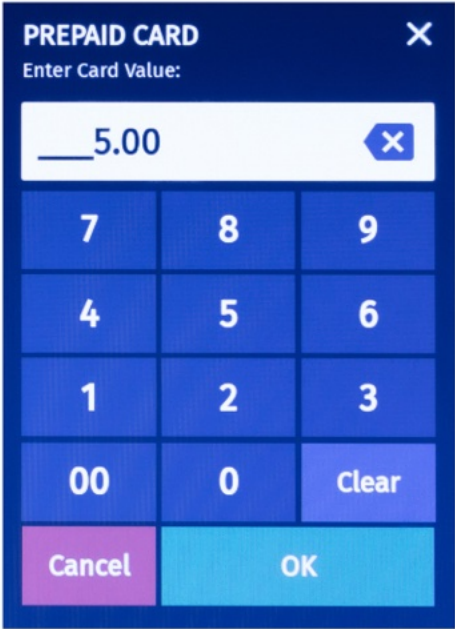 PREPAID CARD
Enter Card Value:
___5.00
7 8 9
4 5 6
1 2 3
00 0 Clear
Cancel OK